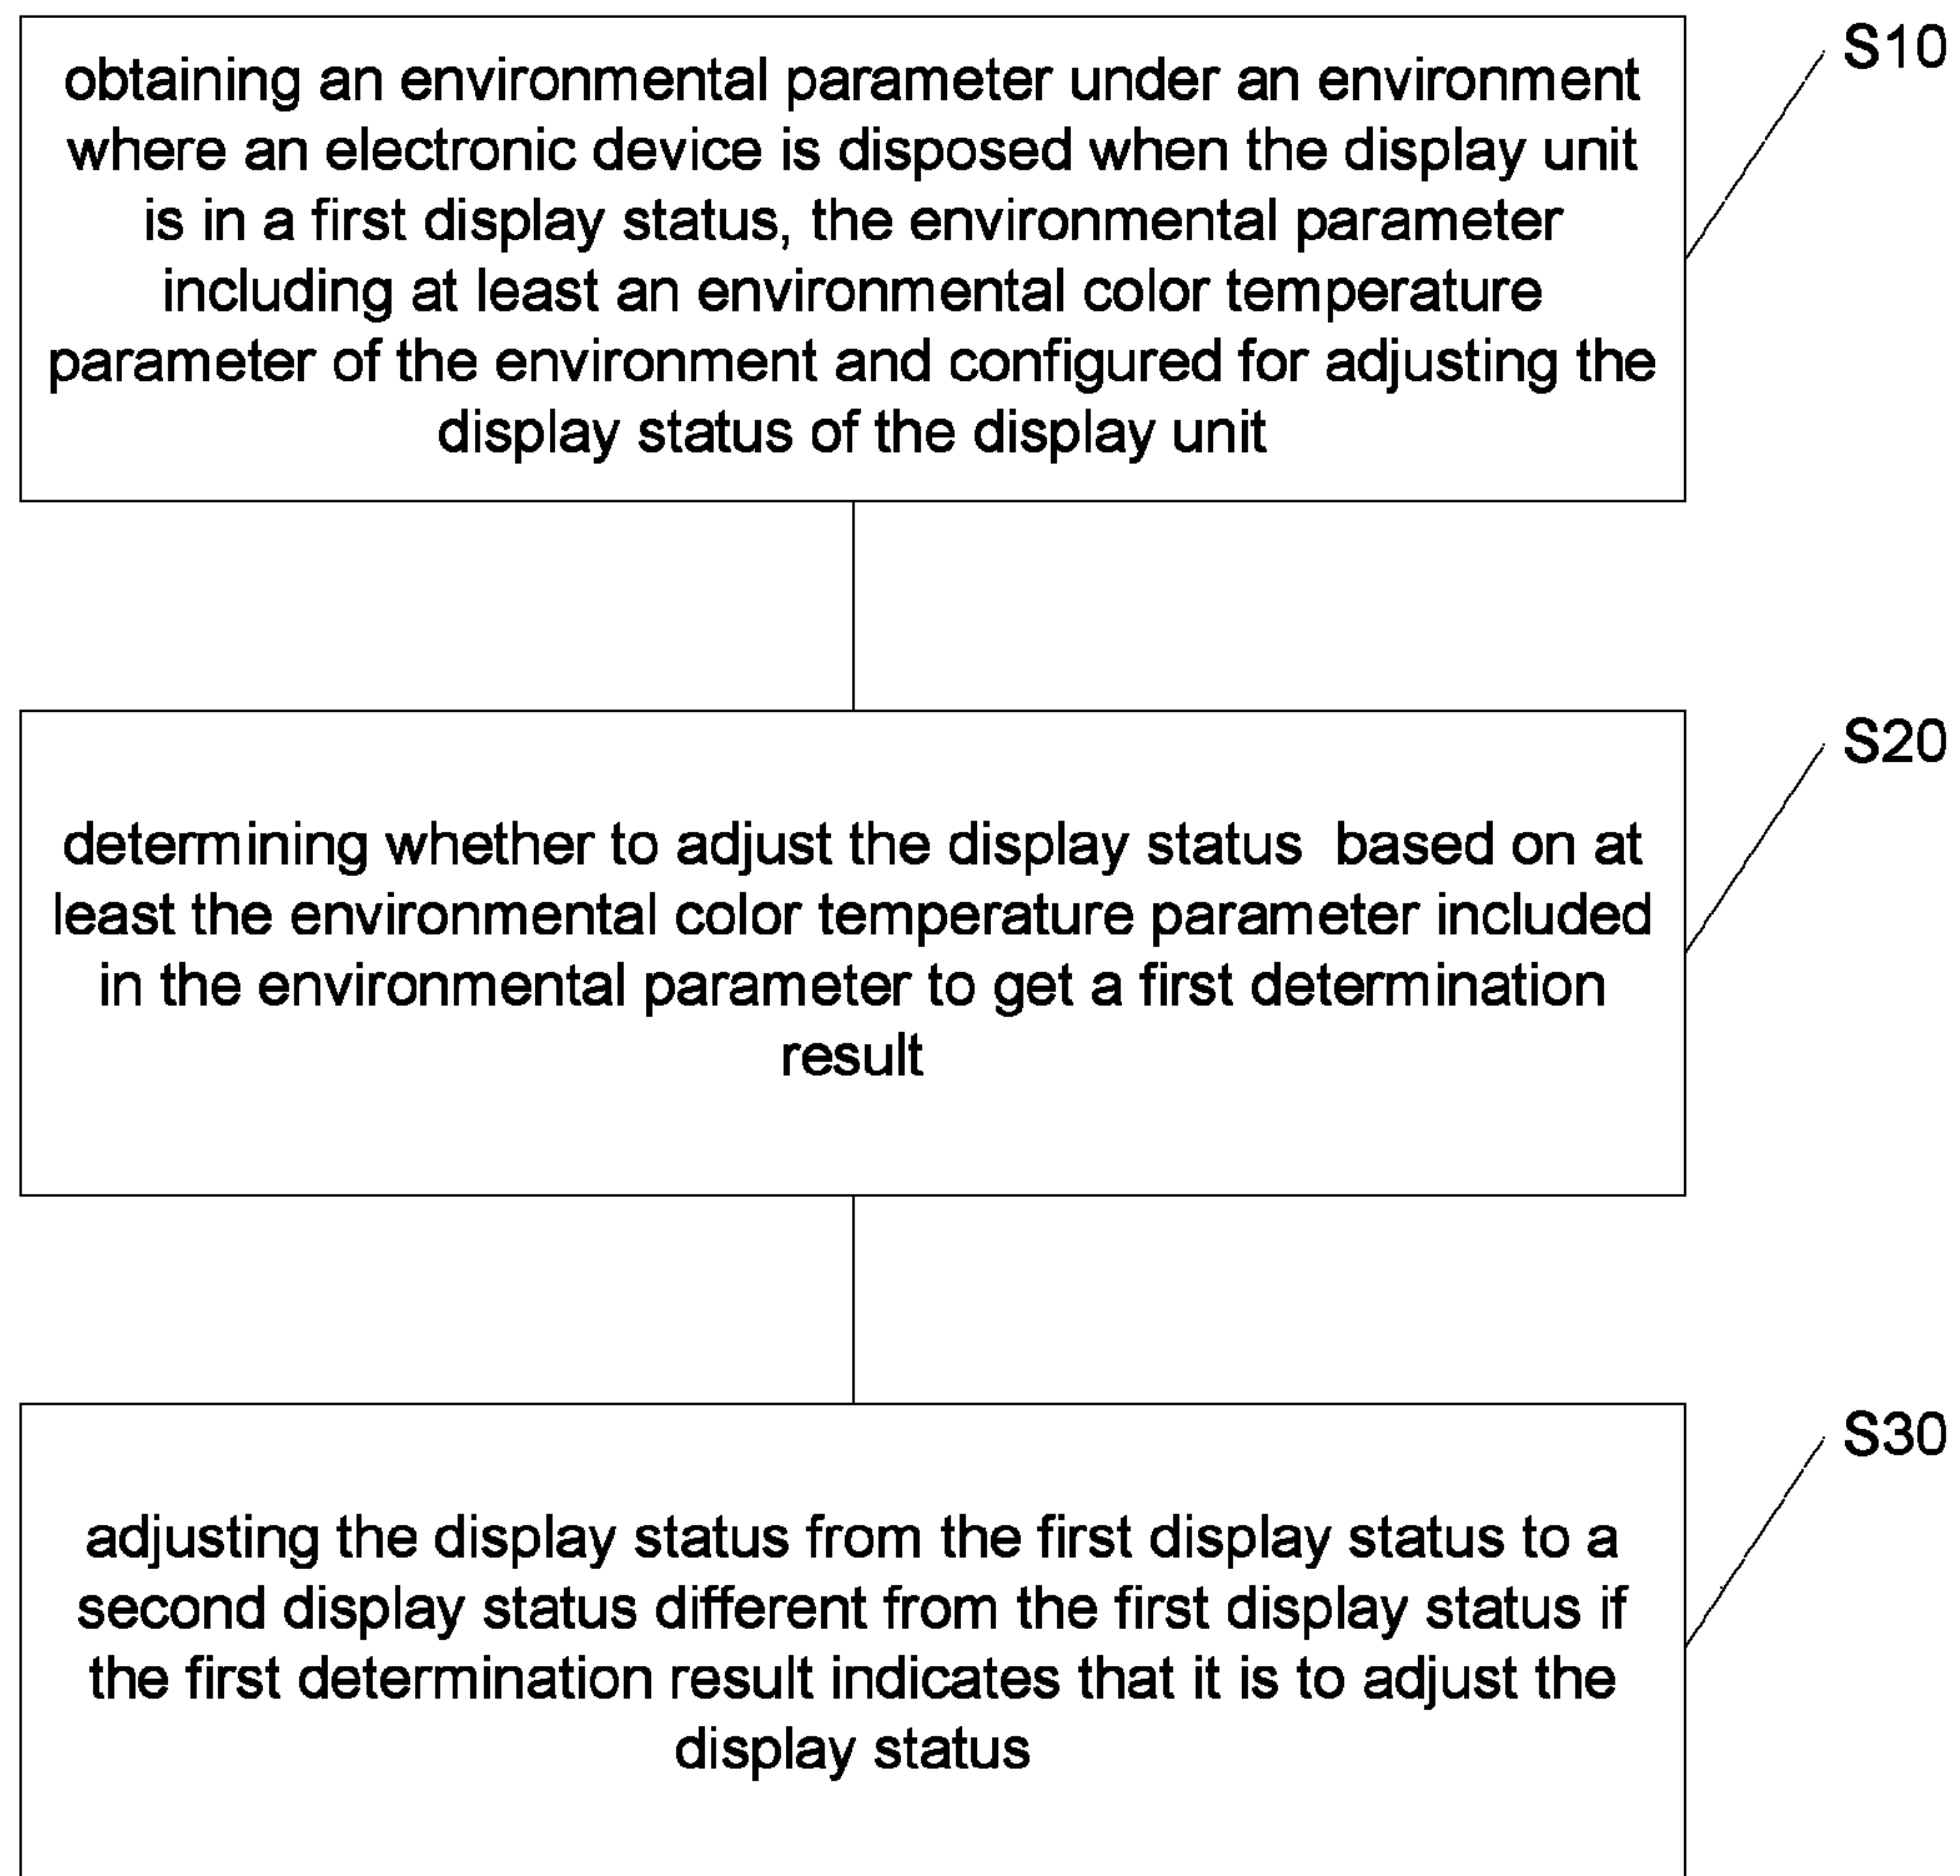 obtaining an environmental parameter under an environment
where an electronic device is disposed when the display unit
is in a first display status, the environmental parameter
including at least an environmental color temperature
parameter of the environment and configured for adjusting the
display status of the display unit
S10
determining whether to adjust the display status  based on at
least the environmental color temperature parameter included
in the environmental parameter to get a first determination
result
S20
adjusting the display status from the first display status to a
second display status different from the first display status if
the first determination result indicates that it is to adjust the
display status
S30